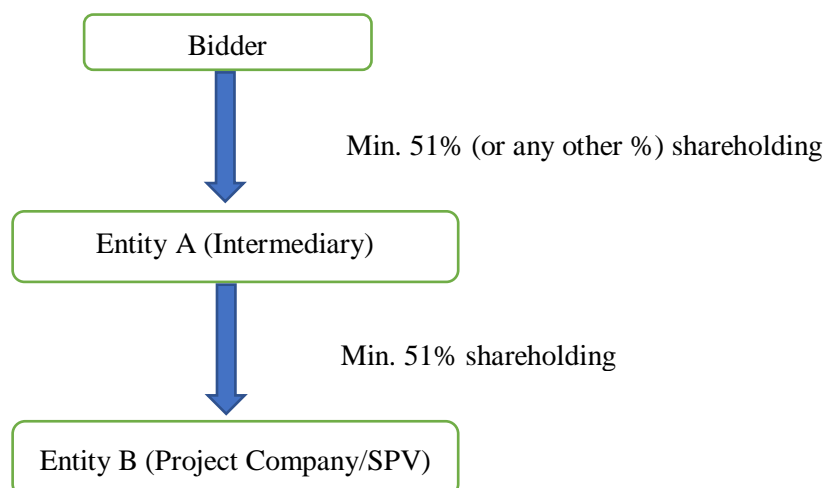 Bidder
Min. 51% (or any other %) shareholding
Entity A (Intermediary)
Min. 51% shareholding
Entity B (Project Company/SPV)